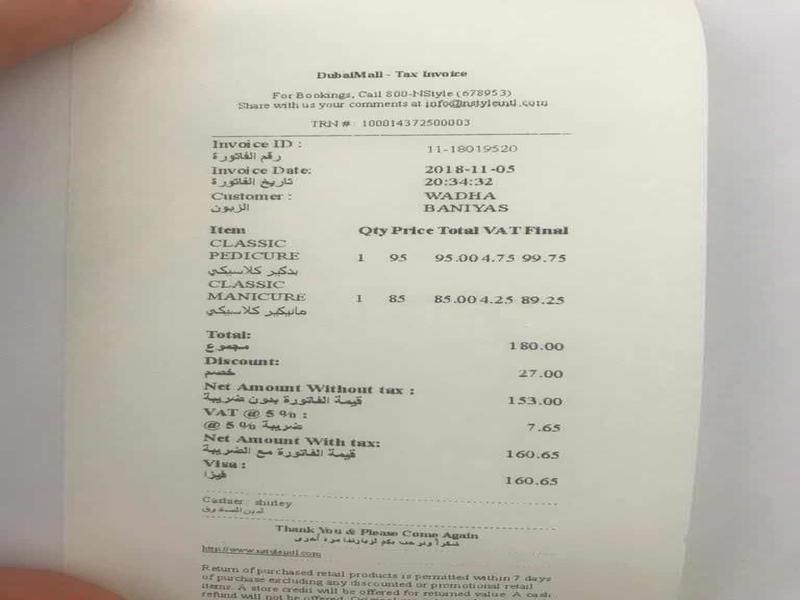 DubaiMall - Tax Invoice
For Bookings, Call 800-NStyle (678953)
Share with us your comments at info@nstyleintl.com
TRN # : 100014372500003
Invoice ID : 11-18019520
رقم الفاتورة
Invoice Date: 2018-11-05
تاريخ الفاتورة 20:34:32
Customer : WADHA
الزبون BANIYAS
Item Qty Price Total VAT Final
CLASSIC
PEDICURE 1 95 95.00 4.75 99.75
بدكير كلاسيكي
CLASSIC
MANICURE 1 85 85.00 4.25 89.25
مانيكير كلاسيكي
Total:
مجموع 180.00
Discount:
خصم 27.00
Net Amount Without tax :
قيمة الفاتورة بدون ضريبة 153.00
VAT @ 5 % :
ضريبة % 5 @ 7.65
Net Amount With tax:
قيمة الفاتورة مع الضريبة 160.65
Visa :
فيزا 160.65
Cashier : shirley
امين الصندوق
Thank You & Please Come Again
شكرا ونرحب بكم لزيارتنا مره أخرى
http://www.nstyleintl.com
Return of purchased retail products is permitted within 7 days
of purchase excluding any discounted or promotional retail
items. A store credit will be offered for returned value. A cash
refund will not be offered.